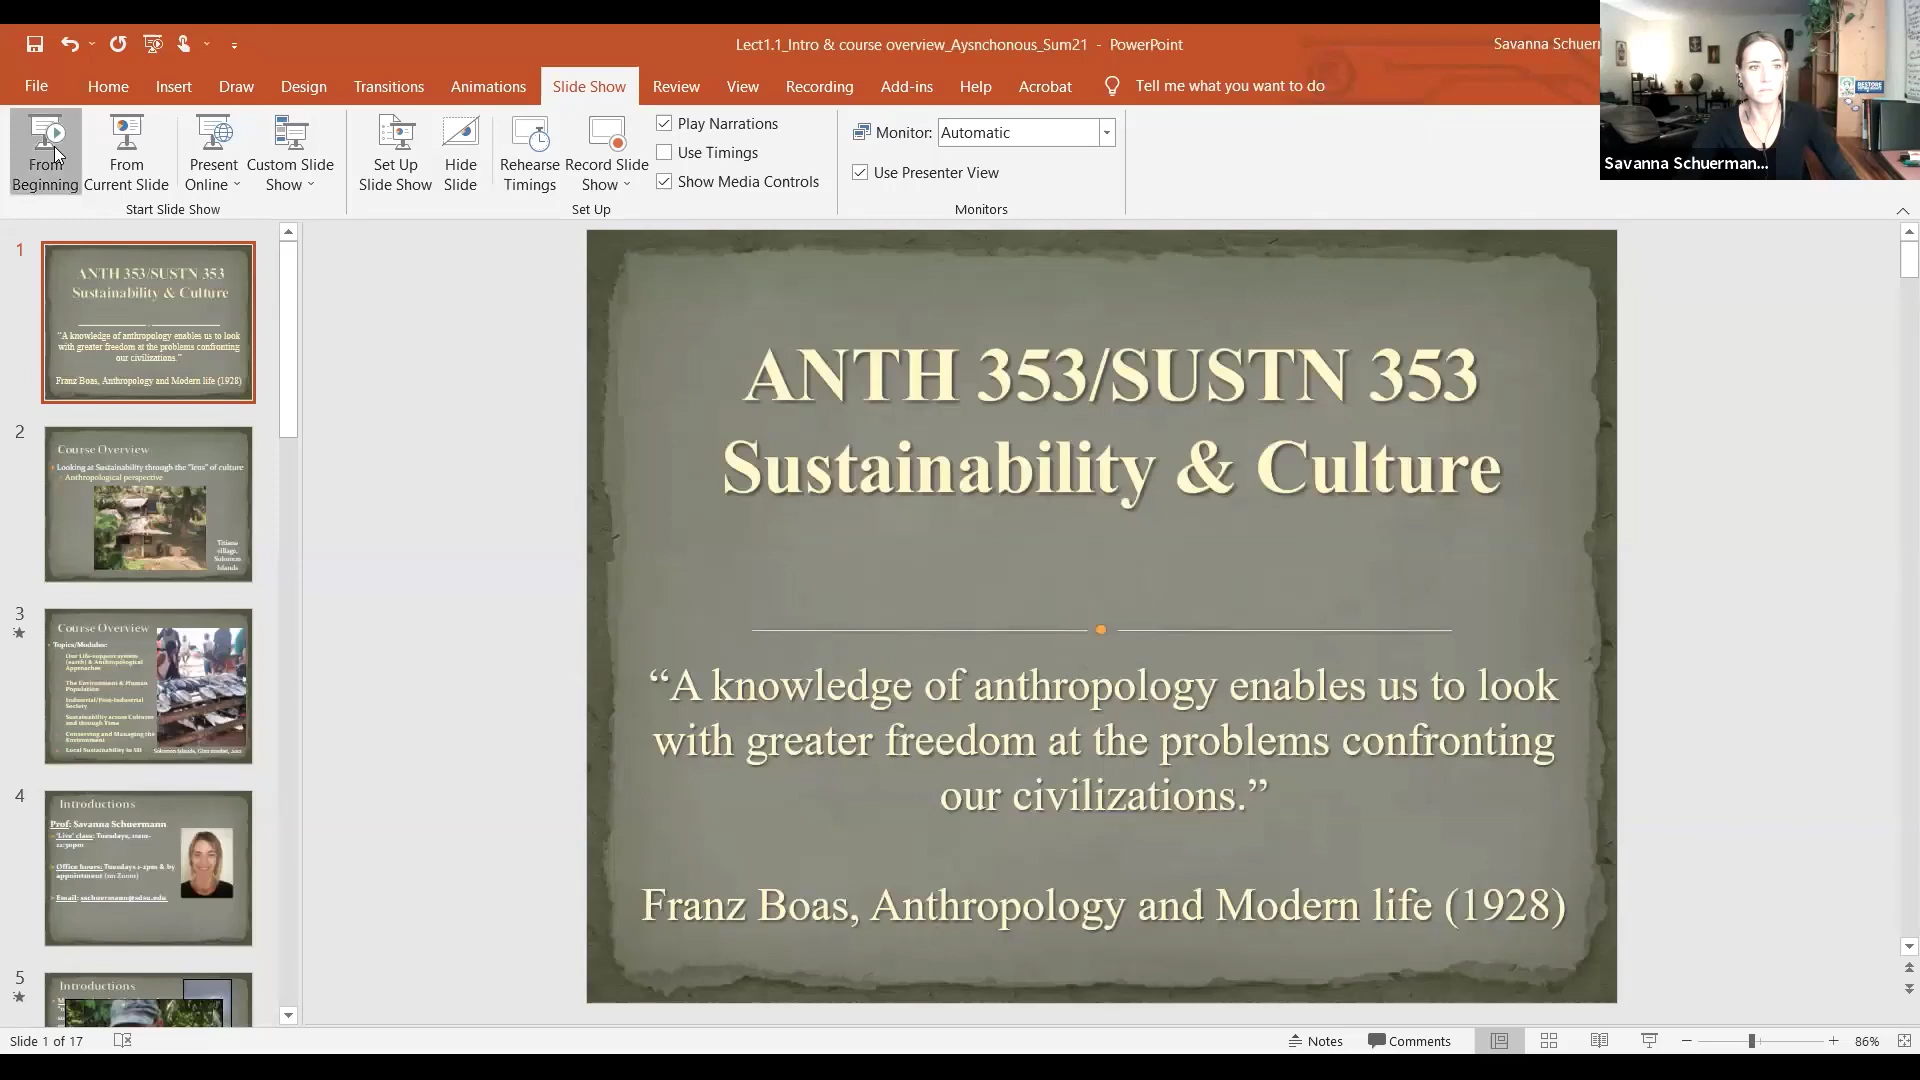 Lect1.1_Intro & course overview_Aysnchonous_Sum21 - PowerPoint
Savanna Schuer
File Home Insert Draw Design Transitions Animations Slide Show Review View Recording Add-ins Help Acrobat Tell me what you want to do
From Beginning
From Current Slide
Present Online
Custom Slide Show
Start Slide Show
Set Up Slide Show
Hide Slide
Rehearse Timings
Record Slide Show
Play Narrations
Use Timings
Show Media Controls
Set Up
Monitor: Automatic
Use Presenter View
Monitors
Savanna Schuerman...
1
ANTH 353/SUSTN 353
Sustainability & Culture
"A knowledge of anthropology enables us to look
with greater freedom at the problems confronting
our civilizations."
Franz Boas, Anthropology and Modern life (1928)
2
Course Overview
Looking at Sustainability through the "lens" of culture
Anthropological perspective
Titiana
village,
Solomon
Islands
3
Course Overview
Topics/Modules:
Our Life-support system
(earth) & Anthropological
Approaches
The Environment & Human
Population
Industrial/Post-Industrial
Society
Sustainability across Cultures
and through Time
Conserving and Managing the
Environment
Local Sustainability in SD
Solomon Islands, Gizo market,
4
Introductions
Prof: Savanna Schuermann
'Live' class: Tuesdays,
Office hours: Tuesdays 1-2pm & by
appointment (on Zoom)
Email: sschuermann@sdsu.edu
5
Introductions
ANTH 353/SUSTN 353
Sustainability & Culture
“A knowledge of anthropology enables us to look
with greater freedom at the problems confronting
our civilizations.”
Franz Boas, Anthropology and Modern life (1928)
Slide 1 of 17
Notes
Comments
86%